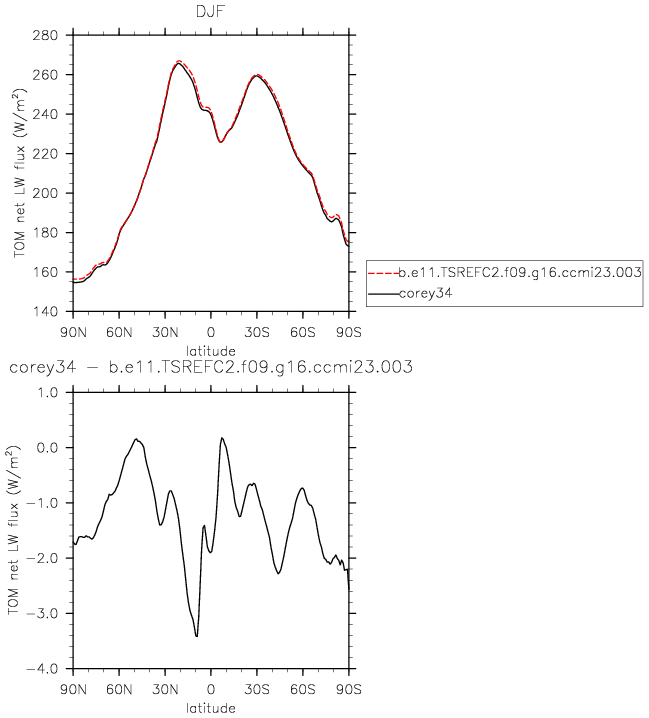 DJF
TOM net LW flux (W/m²)
280
260
240
220
200
180
160
140
90N 60N 30N 0 30S 60S 90S
latitude
b.e11.TSREFC2.f09.g16.ccmi23.003
corey34
corey34 – b.e11.TSREFC2.f09.g16.ccmi23.003
TOM net LW flux (W/m²)
1.0
0.0
−1.0
−2.0
−3.0
−4.0
90N 60N 30N 0 30S 60S 90S
latitude